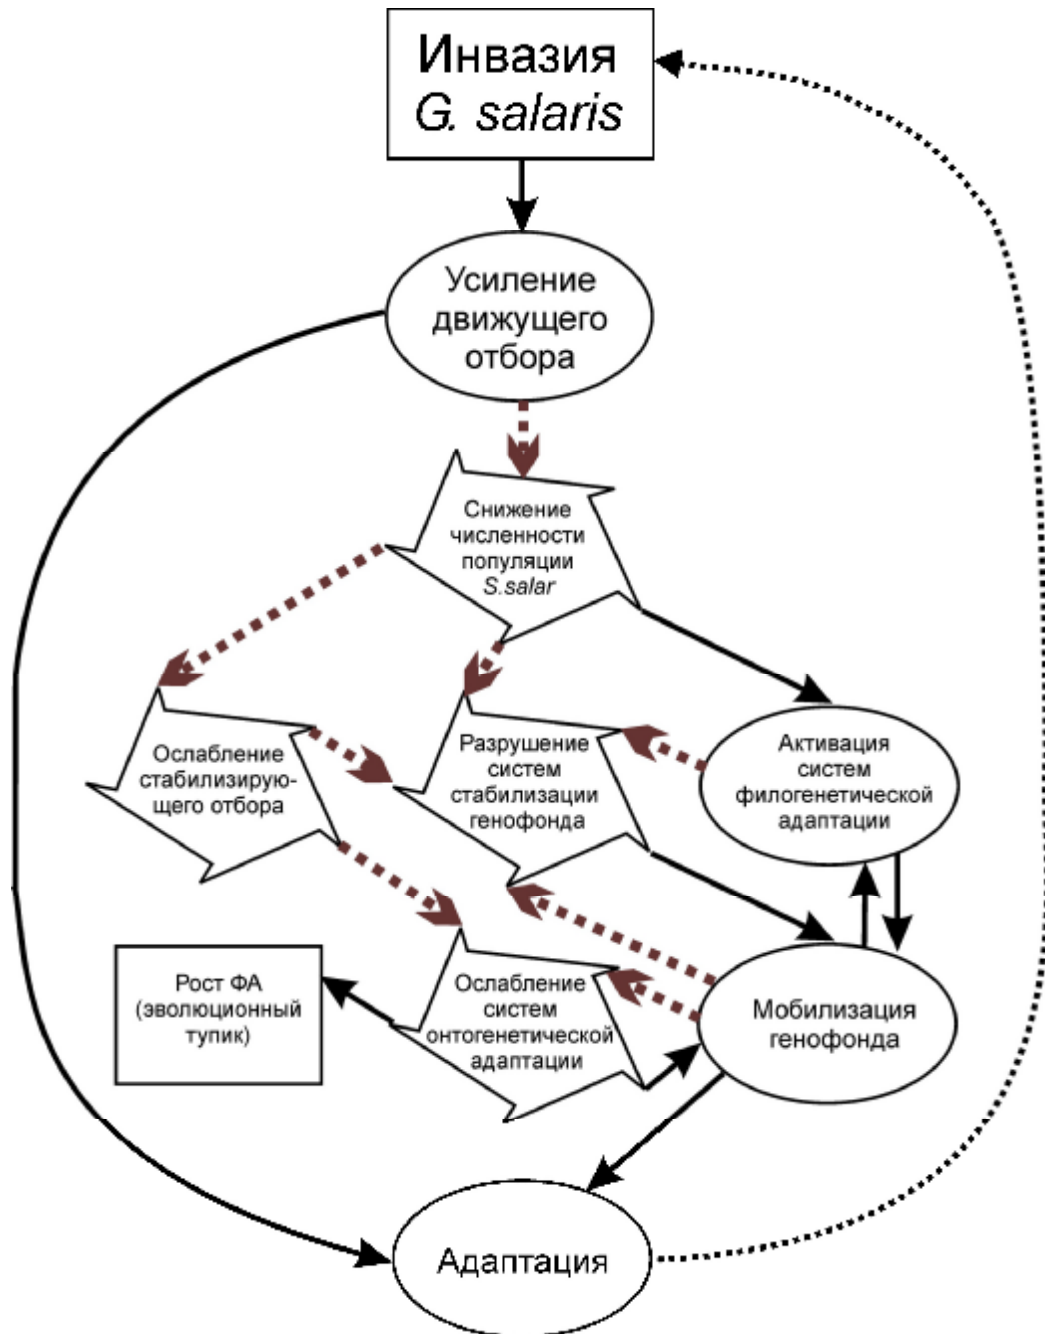 Инвазия
G. salaris
Усиление
движущего
отбора
Снижение
численности
популяции
S.salar
Ослабление
стабилизирую-
щего отбора
Разрушение
систем
стабилизации
генофонда
Активация
систем
филогенетической
адаптации
Рост ФА
(эволюционный
тупик)
Ослабление
систем
онтогенетической
адаптации
Мобилизация
генофонда
Адаптация